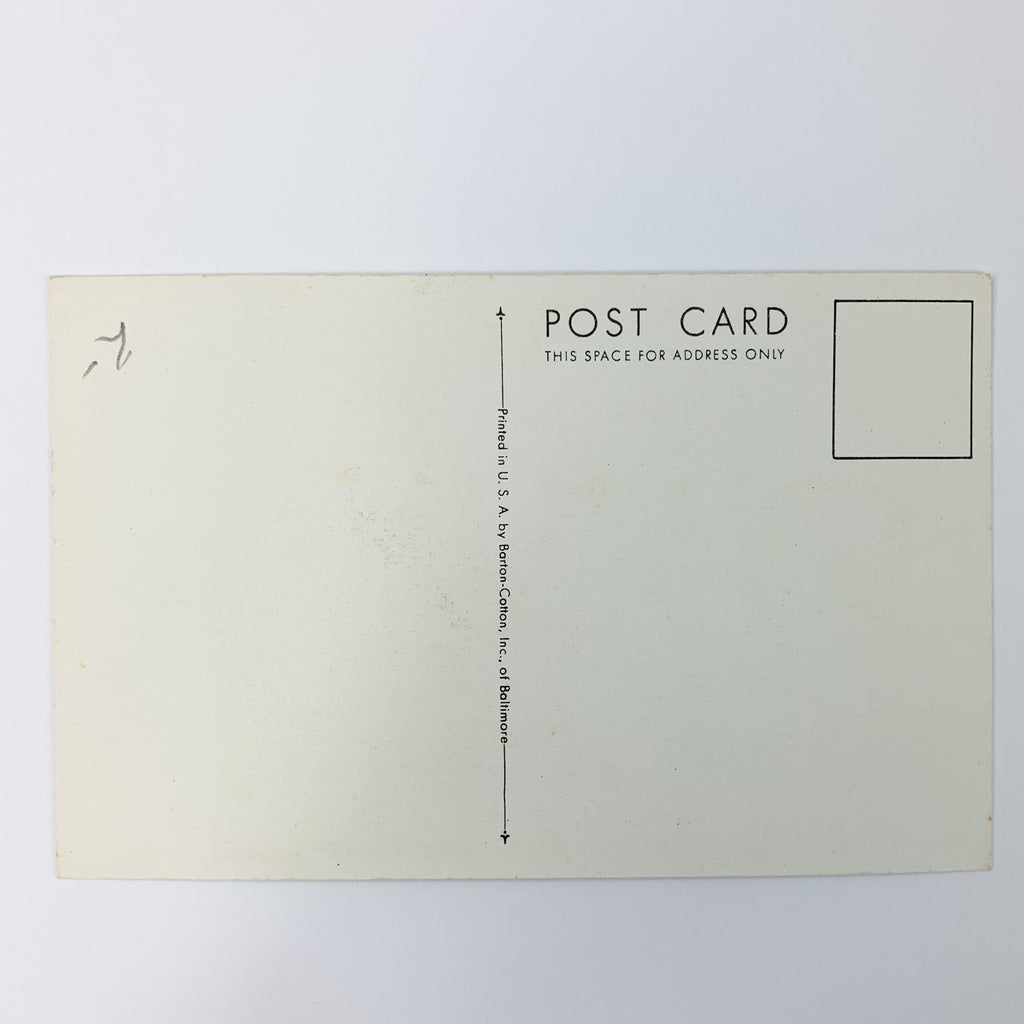 POST CARD
THIS SPACE FOR ADDRESS ONLY
Printed in U. S. A. by Barton-Cotton, Inc., of Baltimore